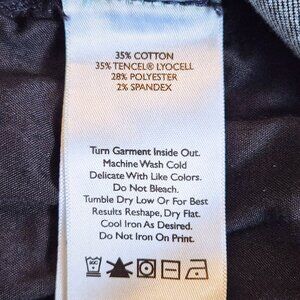 35% COTTON
35% TENCEL® LYOCELL
28% POLYESTER
2% SPANDEX
Turn Garment Inside Out.
Machine Wash Cold
Delicate With Like Colors.
Do Not Bleach.
Tumble Dry Low Or For Best
Results Reshape, Dry Flat.
Cool Iron As Desired.
Do Not Iron On Print.